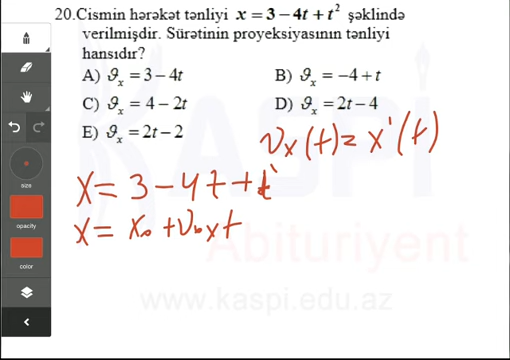 20.Cismin hərəkət tənliyi x = 3 – 4t + t² şəklində
verilmişdir. Sürətinin proyeksiyasının tənliyi
hansıdır?
A) ϑₓ = 3 – 4t B) ϑₓ = –4 + t
C) ϑₓ = 4 – 2t D) ϑₓ = 2t – 4
E) ϑₓ = 2t – 2
υₓ(t) = x'(t)
x = 3 – 4t + t
x = x₀ + υ₀ₓt
size
opacity
color
KASPİ
Abituriyent
www.kaspi.edu.az